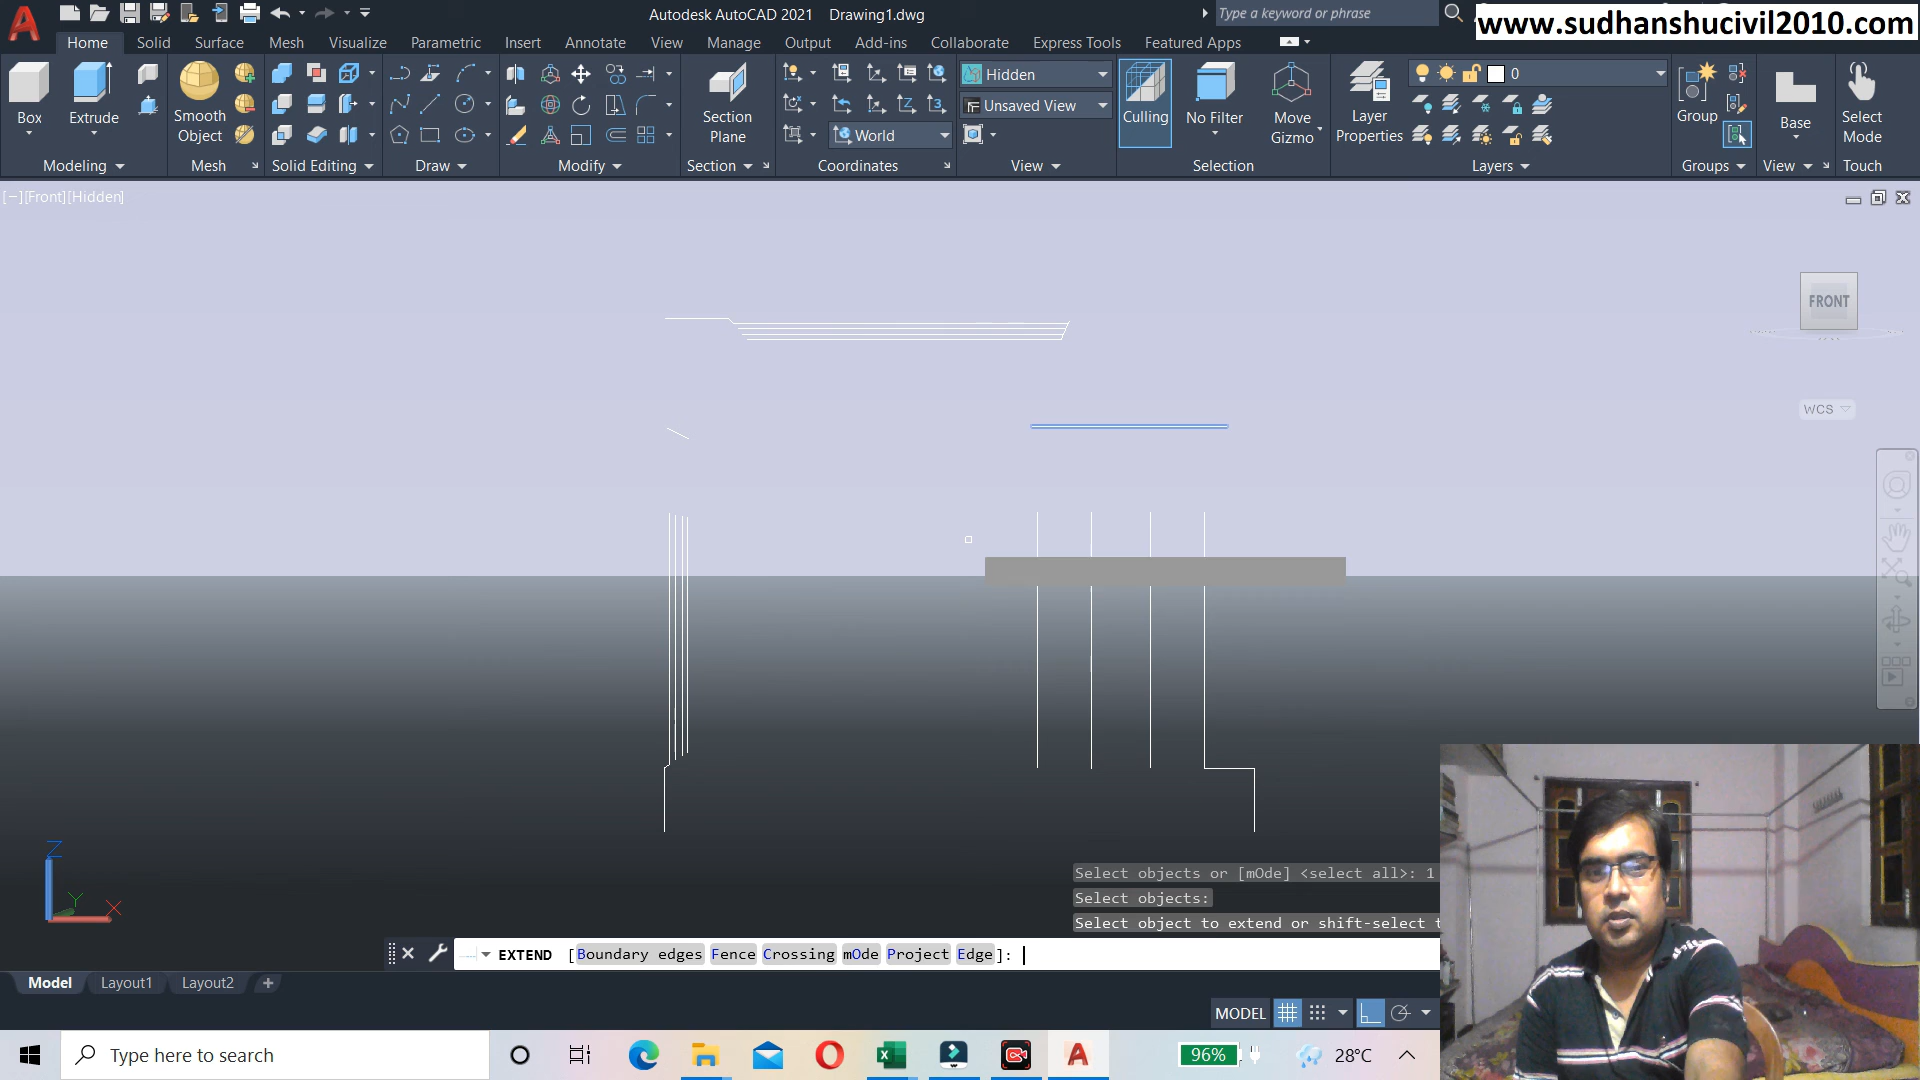 Autodesk AutoCAD 2021 Drawing1.dwg
Type a keyword or phrase
www.sudhanshucivil2010.com
Home Solid Surface Mesh Visualize Parametric Insert Annotate View Manage Output Add-ins Collaborate Express Tools Featured Apps
Box
Extrude
Smooth
Object
Section
Plane
World
Hidden
Unsaved View
Culling
No Filter
Move
Gizmo
Layer
Properties
0
Group
Base
Select
Mode
Modeling Mesh Solid Editing Draw Modify Section Coordinates View Selection Layers Groups View Touch
[−][Front][Hidden]
FRONT
WCS
Z
Y
X
Select objects or [mOde] <select all>: 1
Select objects:
Select object to extend or shift-select t
EXTEND [Boundary edges Fence Crossing mOde Project Edge]:
Model Layout1 Layout2 +
MODEL
Type here to search
96%
28°C